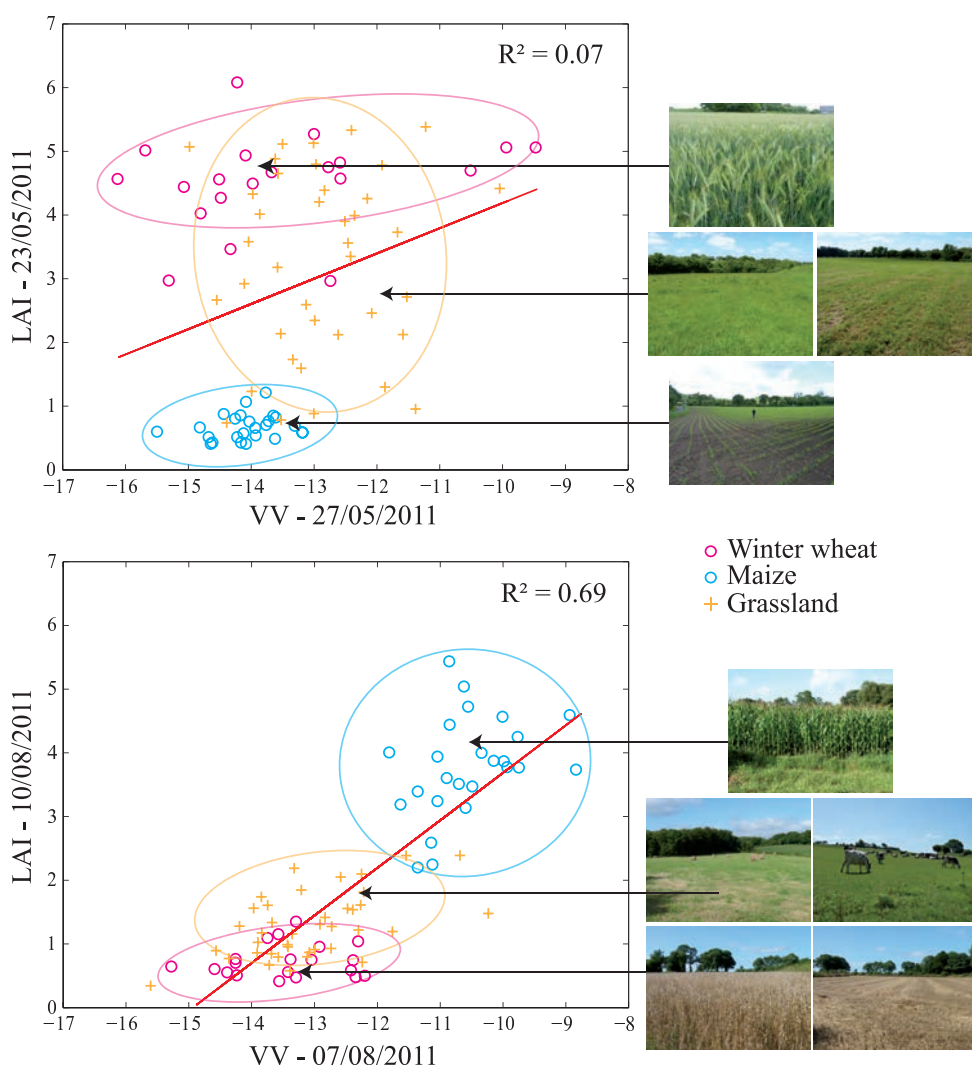 7
6
5
4
3
2
1
0
R² = 0.07
LAI - 23/05/2011
−17 −16 −15 −14 −13 −12 −11 −10 −9 −8
VV - 27/05/2011
Winter wheat
Maize
Grassland
7
6
5
4
3
2
1
0
R² = 0.69
LAI - 10/08/2011
−17 −16 −15 −14 −13 −12 −11 −10 −9 −8
VV - 07/08/2011